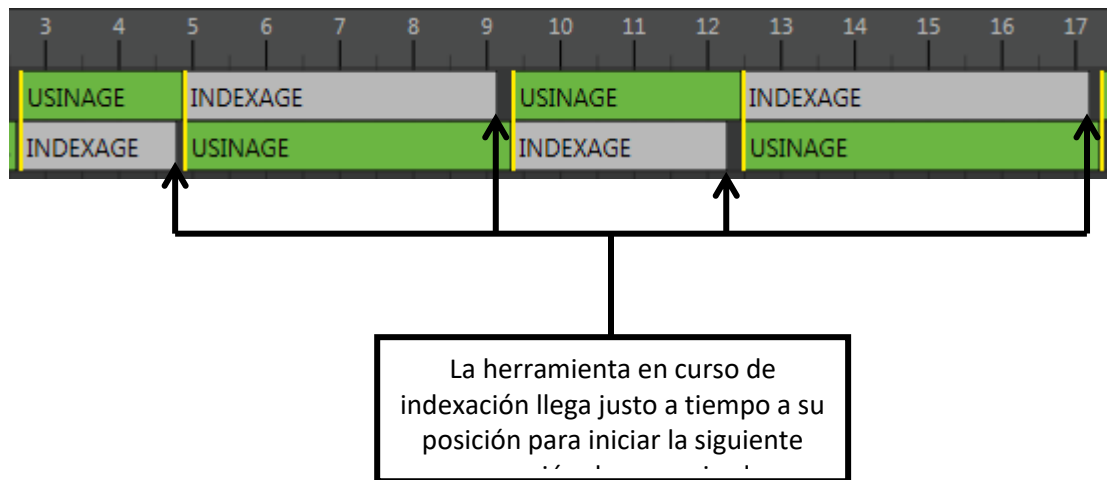 3 4 5 6 7 8 9 10 11 12 13 14 15 16 17
USINAGE INDEXAGE USINAGE INDEXAGE
INDEXAGE USINAGE INDEXAGE USINAGE
La herramienta en curso de
indexación llega justo a tiempo a su
posición para iniciar la siguiente